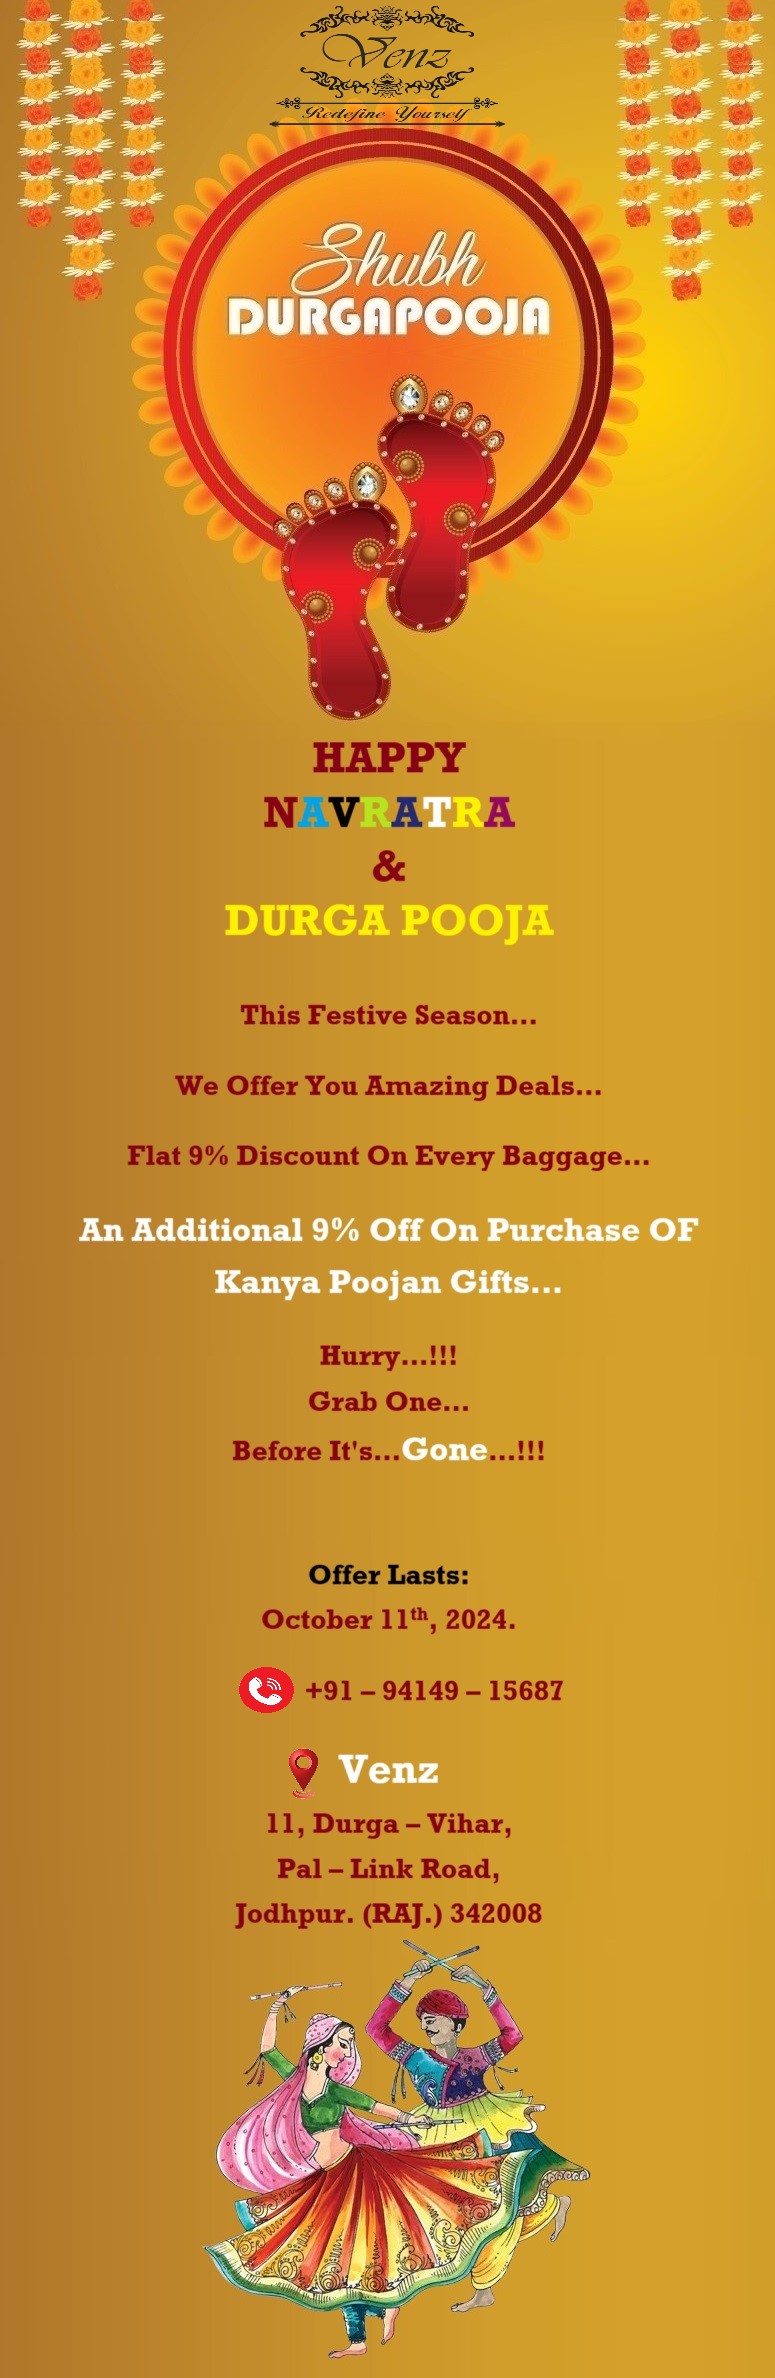 Venz
Redefine Yourself
Shubh
DURGAPOOJA
HAPPY
NAVRATRA
&
DURGA POOJA
This Festive Season...
We Offer You Amazing Deals...
Flat 9% Discount On Every Baggage...
An Additional 9% Off On Purchase OF
Kanya Poojan Gifts...
Hurry...!!!
Grab One...
Before It's...Gone...!!!
Offer Lasts:
October 11th, 2024.
+91 – 94149 – 15687
Venz
11, Durga – Vihar,
Pal – Link Road,
Jodhpur. (RAJ.) 342008